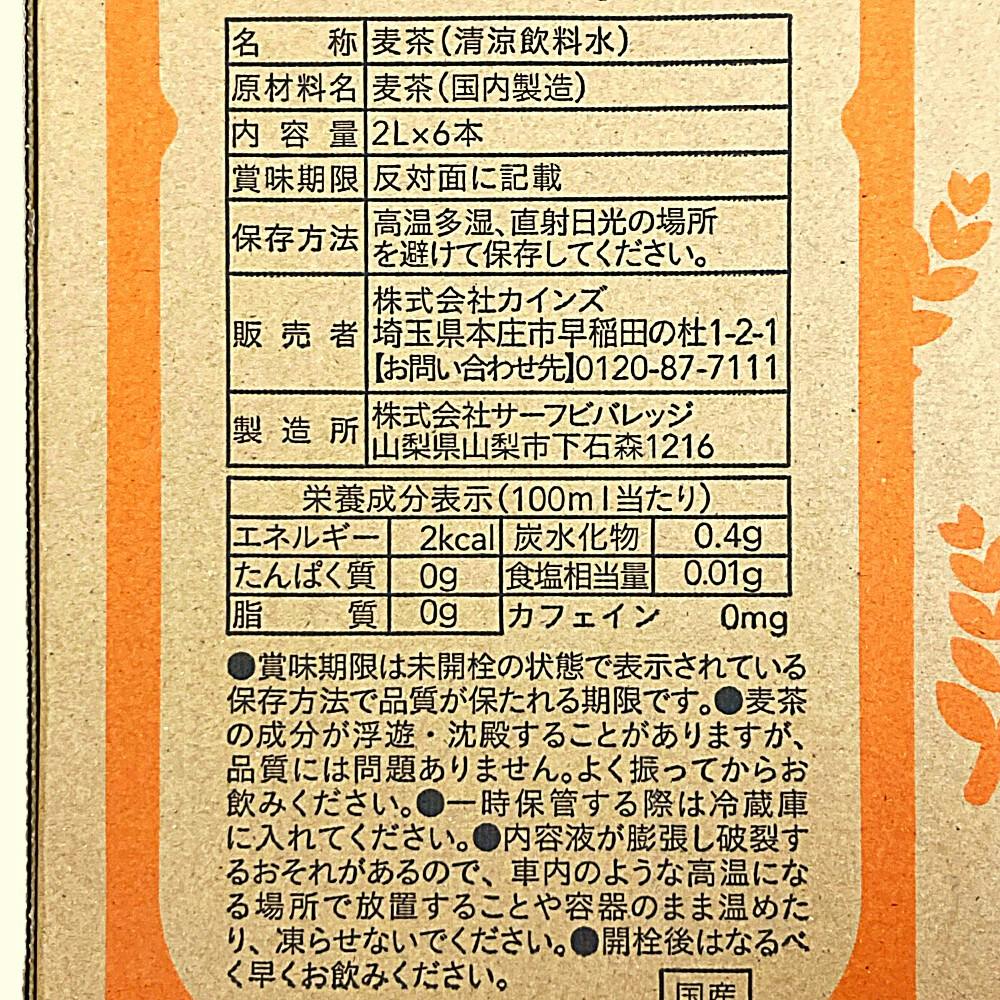 名称 麦茶(清涼飲料水)
原材料名 麦茶(国内製造)
内容量 2L×6本
賞味期限 反対面に記載
保存方法 高温多湿、直射日光の場所
を避けて保存してください。
販売者 株式会社カインズ
埼玉県本庄市早稲田の杜1-2-1
【お問い合わせ先】0120-87-7111
製造所 株式会社サーフビバレッジ
山梨県山梨市下石森1216
栄養成分表示(100ml当たり)
エネルギー 2kcal 炭水化物 0.4g
たんぱく質 0g 食塩相当量 0.01g
脂質 0g カフェイン 0mg
●賞味期限は未開栓の状態で表示されている
保存方法で品質が保たれる期限です。●麦茶
の成分が浮遊・沈殿することがありますが、
品質には問題ありません。よく振ってからお
飲みください。●一時保管する際は冷蔵庫
に入れてください。●内容液が膨張し破裂す
るおそれがあるので、車内のような高温にな
る場所で放置することや容器のまま温めた
り、凍らせないでください。●開栓後はなるべ
く早くお飲みください。
国産